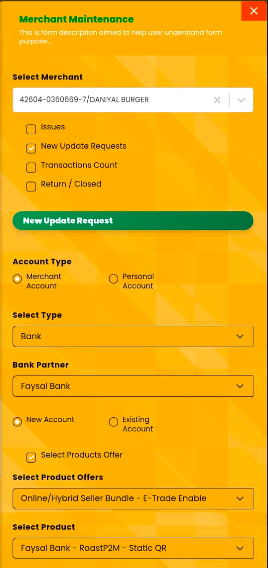 Merchant Maintenance
This is form description aimed to help user understand form
purpose...
Select Merchant
42604-0360669-7/DANIYAL BURGER
Issues
New Update Requests
Transactions Count
Return / Closed
New Update Request
Account Type
Merchant Account
Personal Account
Select Type
Bank
Bank Partner
Faysal Bank
New Account
Existing Account
Select Products Offer
Select Product Offers
Online/Hybrid Seller Bundle - E-Trade Enable
Select Product
Faysal Bank - RaastP2M - Static QR